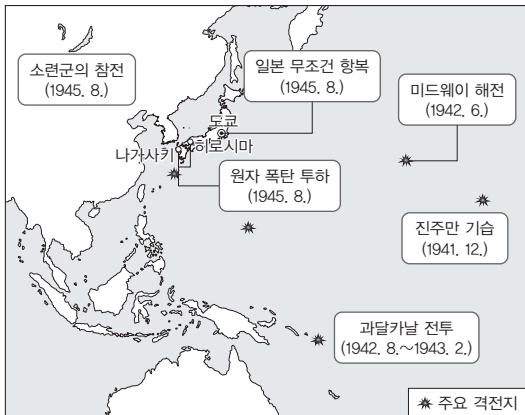 소련군의 참전
(1945. 8.)
일본 무조건 항복
(1945. 8.)
미드웨이 해전
(1942. 6.)
도쿄
나가사키
히로시마
원자 폭탄 투하
(1945. 8.)
진주만 기습
(1941. 12.)
과달카날 전투
(1942. 8.~1943. 2.)
주요 격전지